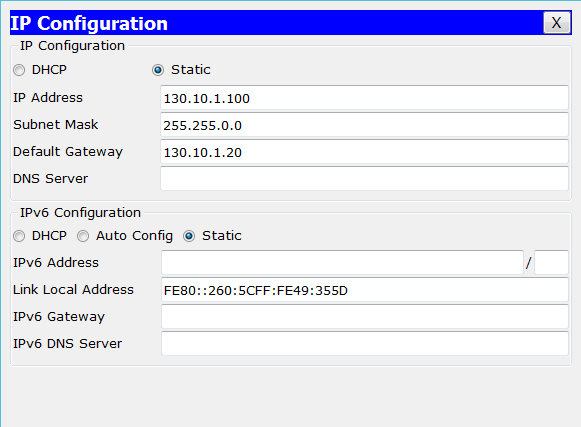 IP Configuration X
IP Configuration
DHCP Static
IP Address 130.10.1.100
Subnet Mask 255.255.0.0
Default Gateway 130.10.1.20
DNS Server
IPv6 Configuration
DHCP Auto Config Static
IPv6 Address /
Link Local Address FE80::260:5CFF:FE49:355D
IPv6 Gateway
IPv6 DNS Server